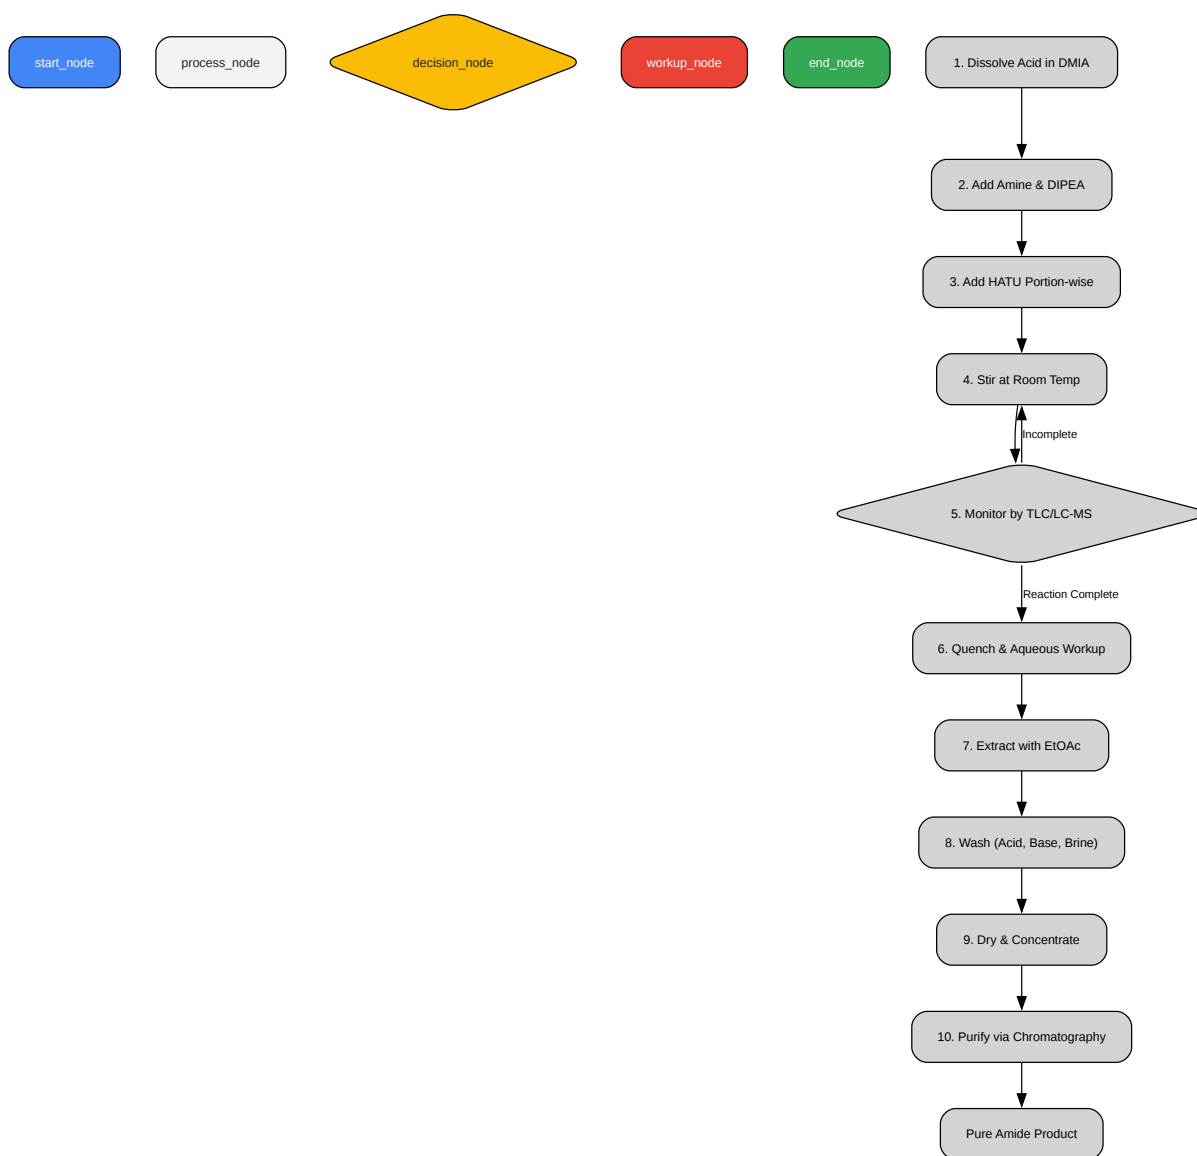 start_node
process_node
decision_node
workup_node
end_node
1. Dissolve Acid in DMIA
2. Add Amine & DIPEA
3. Add HATU Portion-wise
4. Stir at Room Temp
Incomplete
5. Monitor by TLC/LC-MS
Reaction Complete
6. Quench & Aqueous Workup
7. Extract with EtOAc
8. Wash (Acid, Base, Brine)
9. Dry & Concentrate
10. Purify via Chromatography
Pure Amide Product